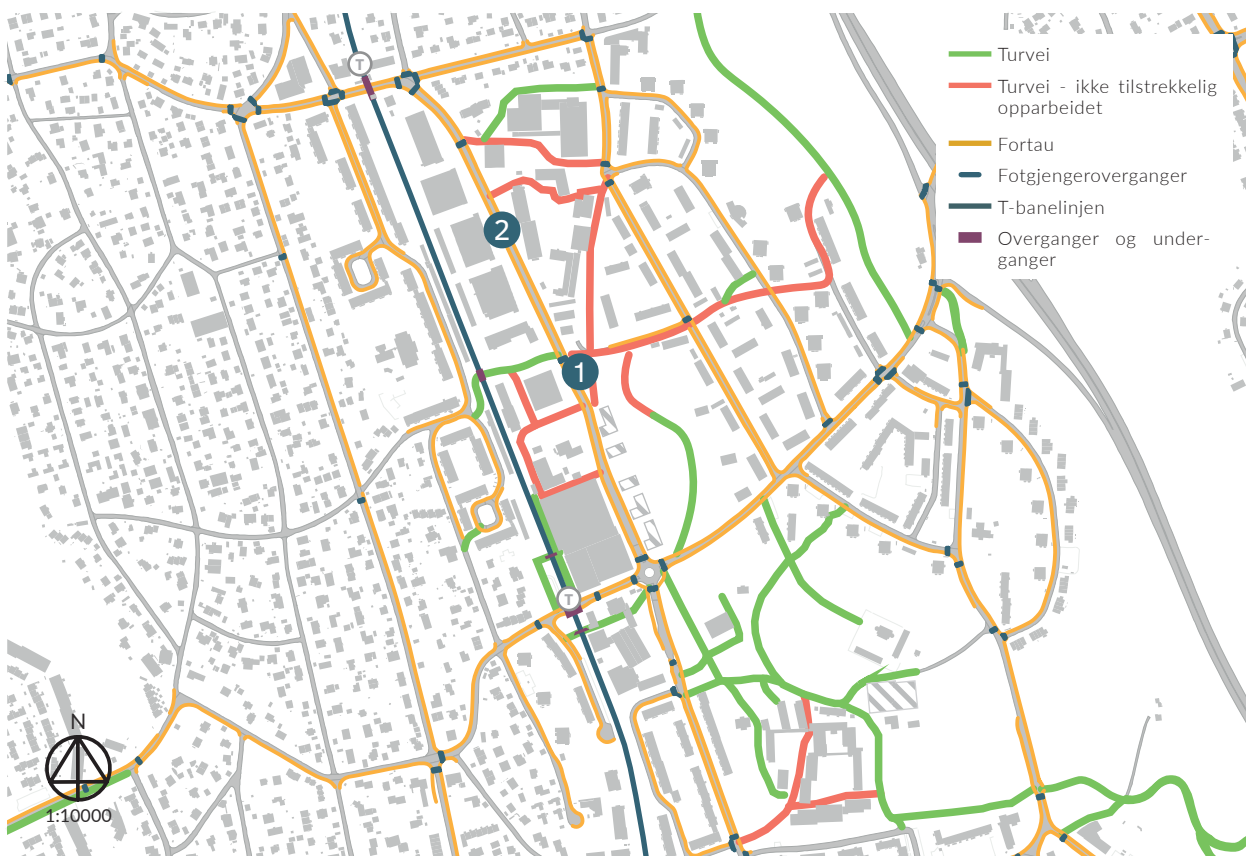 T
Turvei
Turvei - ikke tilstrekkelig
opparbeidet
Fortau
Fotgjengeroverganger
T-banelinjen
Overganger og under-
ganger
2
1
T
N
1:10000